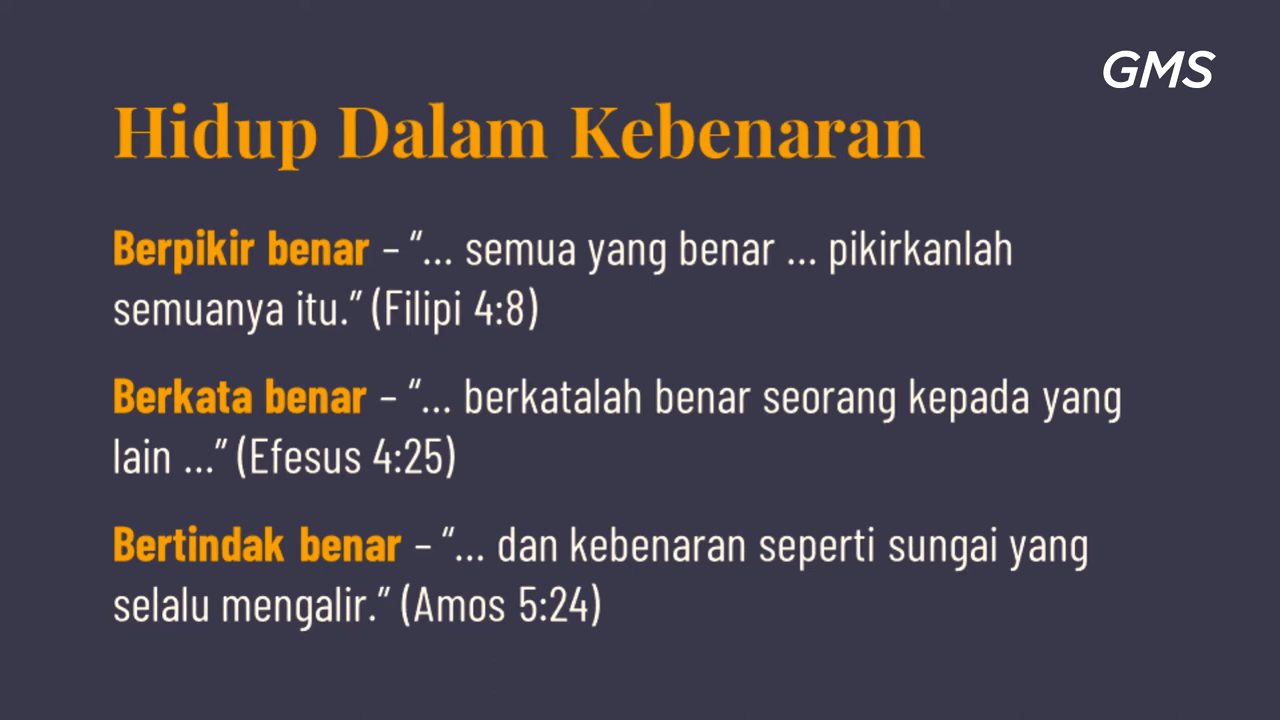 GMS
Hidup Dalam Kebenaran
Berpikir benar – “... semua yang benar ... pikirkanlah
semuanya itu.” (Filipi 4:8)
Berkata benar – “... berkatalah benar seorang kepada yang
lain ...” (Efesus 4:25)
Bertindak benar – “... dan kebenaran seperti sungai yang
selalu mengalir.” (Amos 5:24)